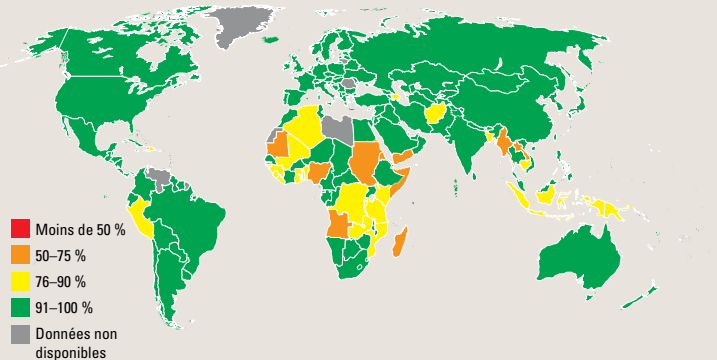 Moins de 50 %
50–75 %
76–90 %
91–100 %
Données non
disponibles